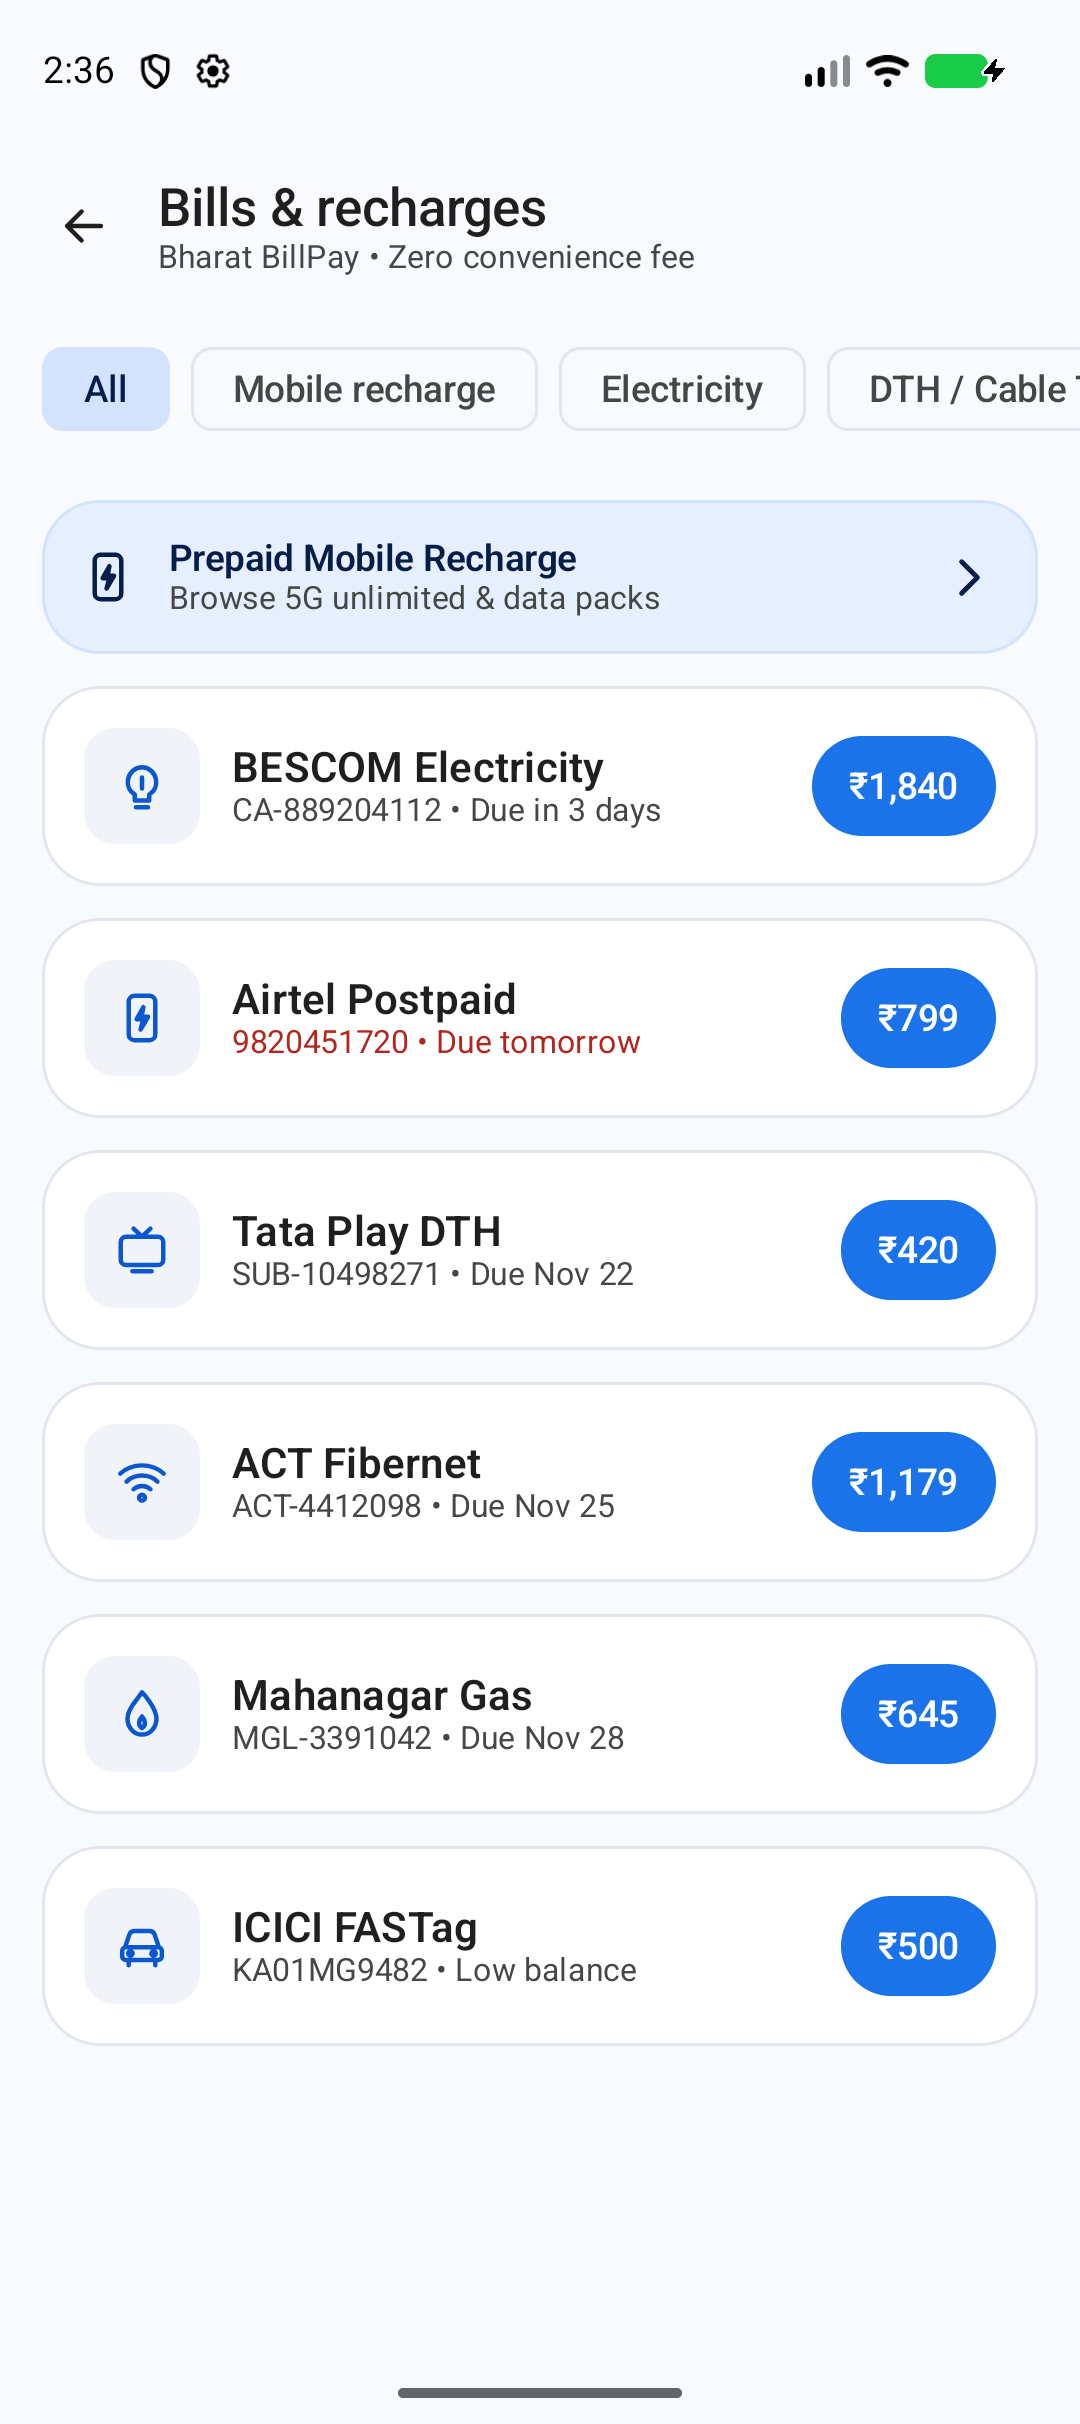 2:36
Bills & recharges
Bharat BillPay • Zero convenience fee
All
Mobile recharge
Electricity
DTH / Cable
Prepaid Mobile Recharge
Browse 5G unlimited & data packs
BESCOM Electricity
CA-889204112 • Due in 3 days
₹1,840
Airtel Postpaid
9820451720 • Due tomorrow
₹799
Tata Play DTH
SUB-10498271 • Due Nov 22
₹420
ACT Fibernet
ACT-4412098 • Due Nov 25
₹1,179
Mahanagar Gas
MGL-3391042 • Due Nov 28
₹645
ICICI FASTag
KA01MG9482 • Low balance
₹500